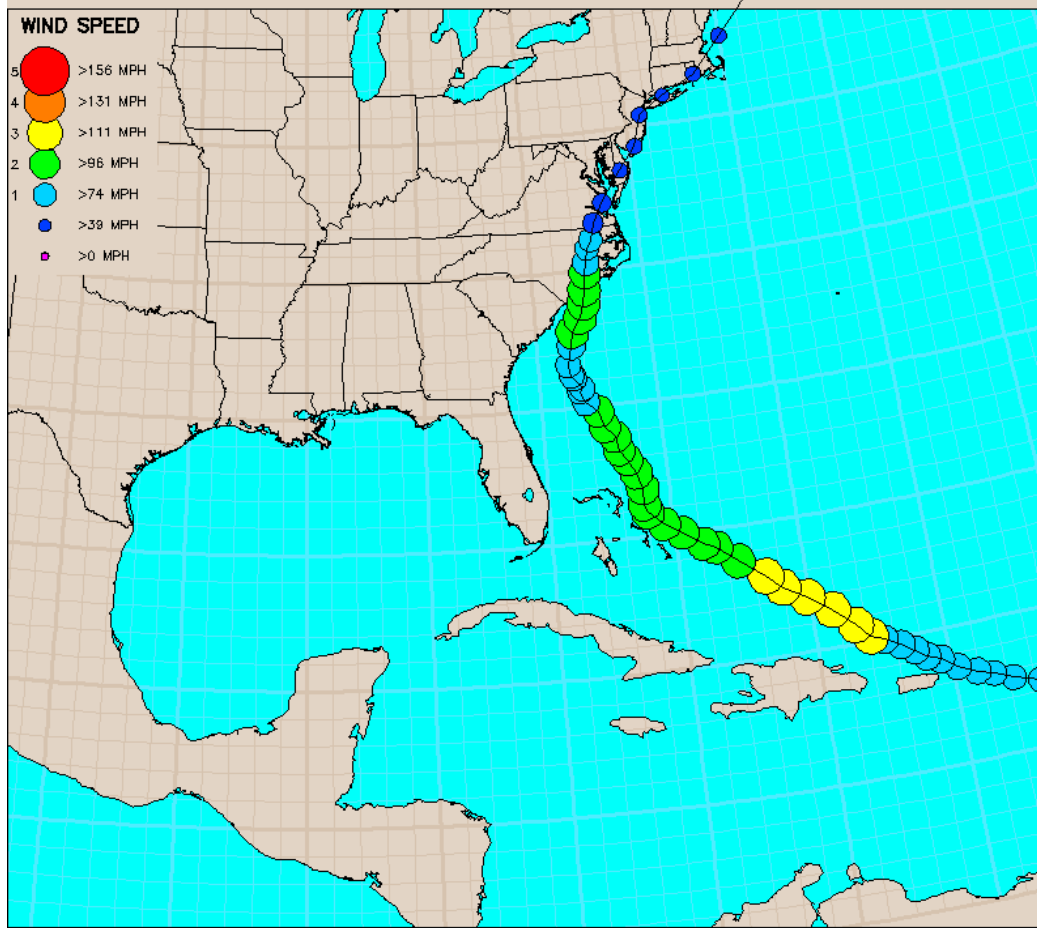 WIND SPEED
5 >156 MPH
4 >131 MPH
3 >111 MPH
2 >96 MPH
1 >74 MPH
>39 MPH
>0 MPH